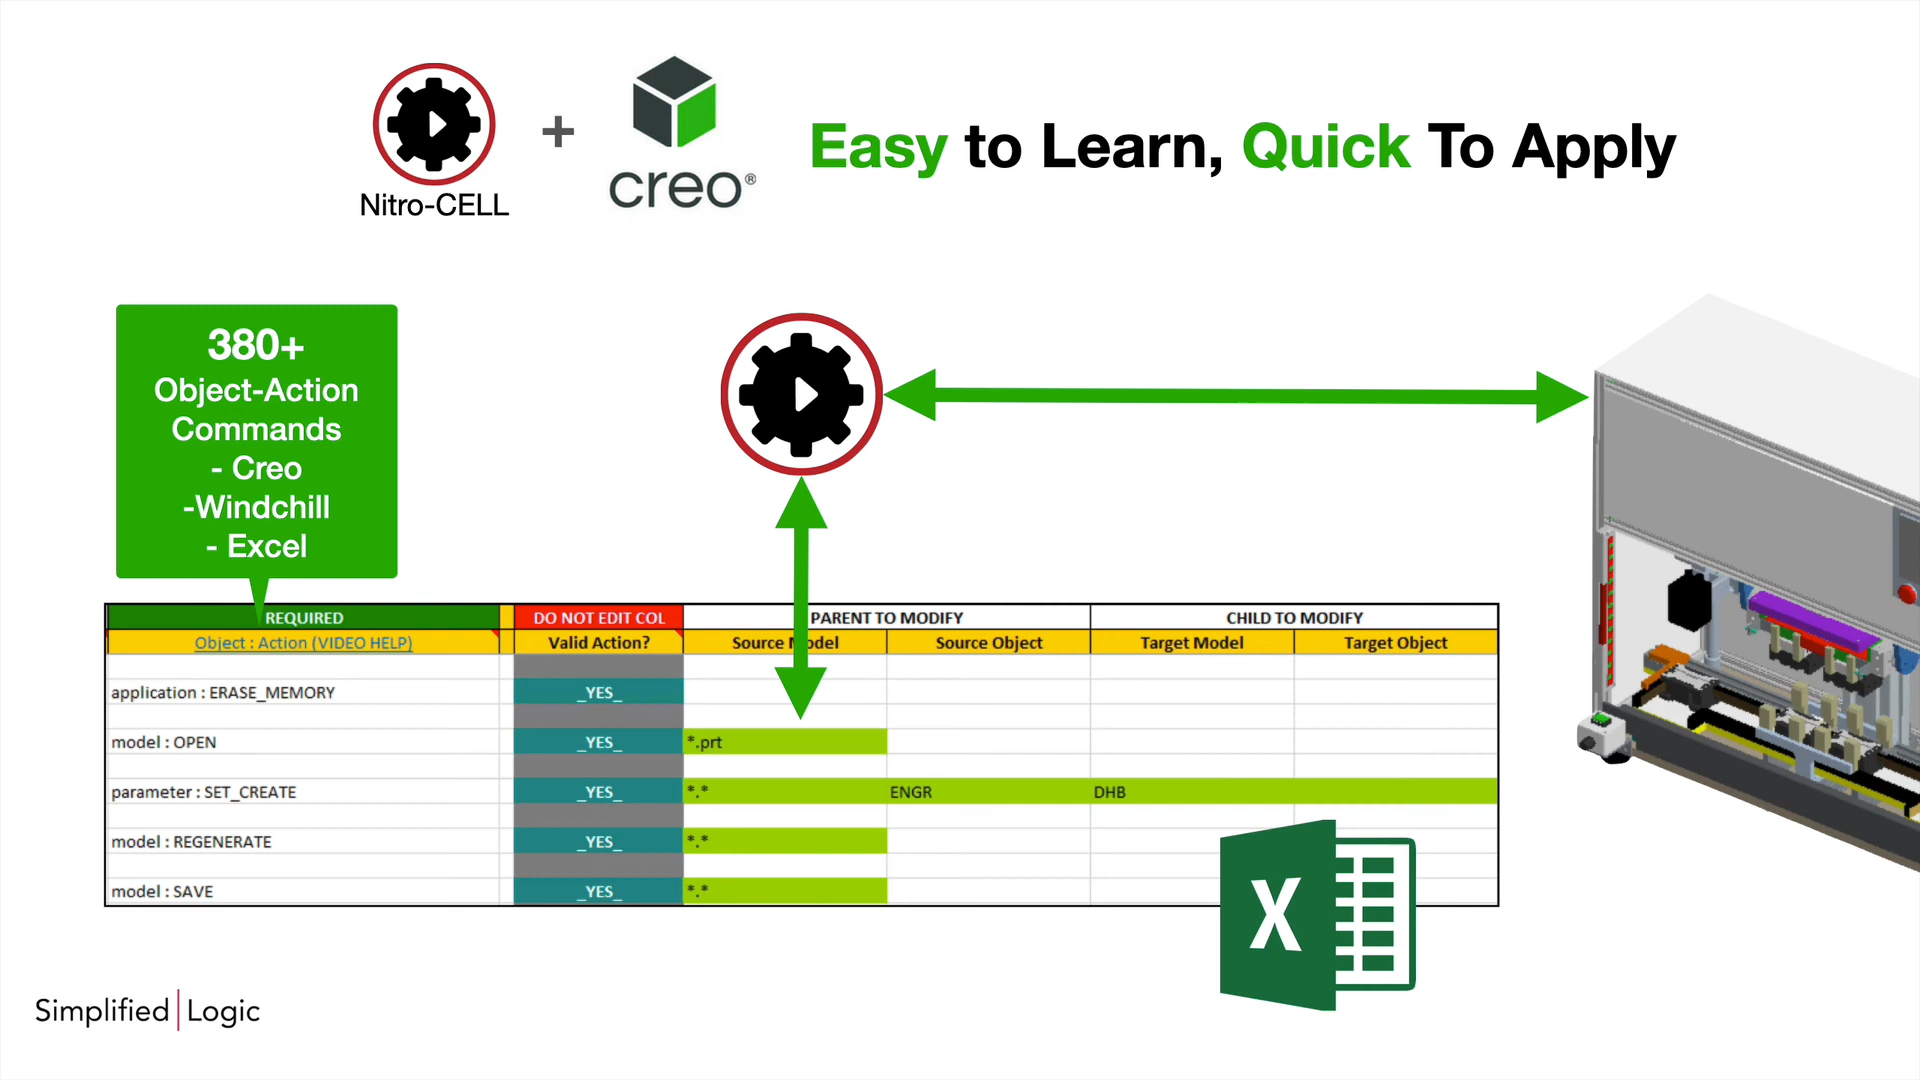 Nitro-CELL
+
creo®
Easy to Learn, Quick To Apply
380+
Object-Action
Commands
- Creo
-Windchill
- Excel
REQUIRED DO NOT EDIT COL PARENT TO MODIFY CHILD TO MODIFY
Object : Action (VIDEO HELP) Valid Action? Source Model Source Object Target Model Target Object
application : ERASE_MEMORY _YES_
model : OPEN _YES_ *.prt
parameter : SET_CREATE _YES_ *.* ENGR DHB
model : REGENERATE _YES_ *.*
model : SAVE _YES_ *.*
X
Simplified Logic